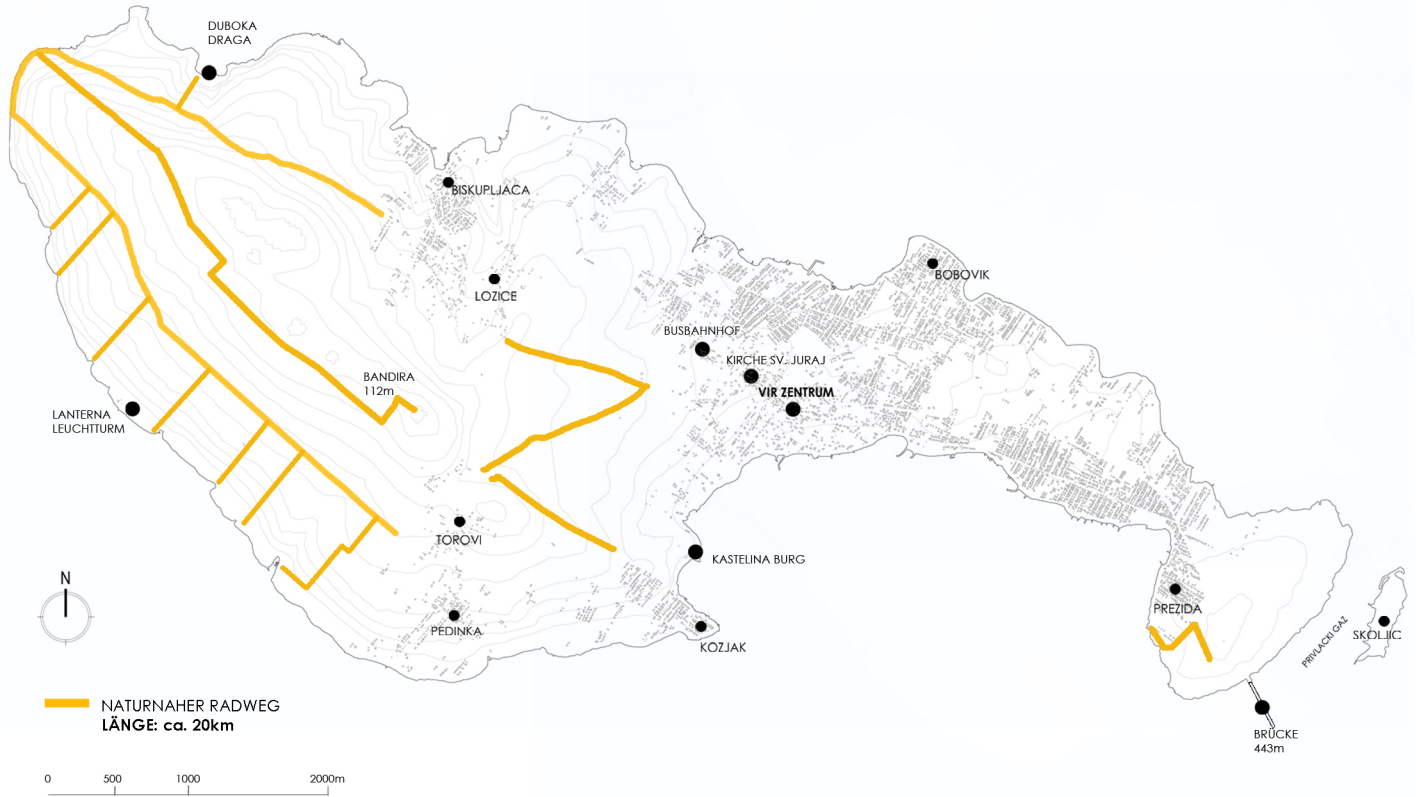 DUBOKA
DRAGA
BISKUPLJACA
BOBOVIK
LOZICE
BUSBAHNHOF
KIRCHE SV. JURAJ
BANDIRA
112m
VIR ZENTRUM
LANTERNA
LEUCHTTURM
TOROVI
KASTELINA BURG
N
PREZIDA
PEDINKA
KOZJAK
PRIVLACKI GAZ
SKOLJIC
NATURNAHER RADWEG
LÄNGE: ca. 20km
BRÜCKE
443m
0 500 1000 2000m